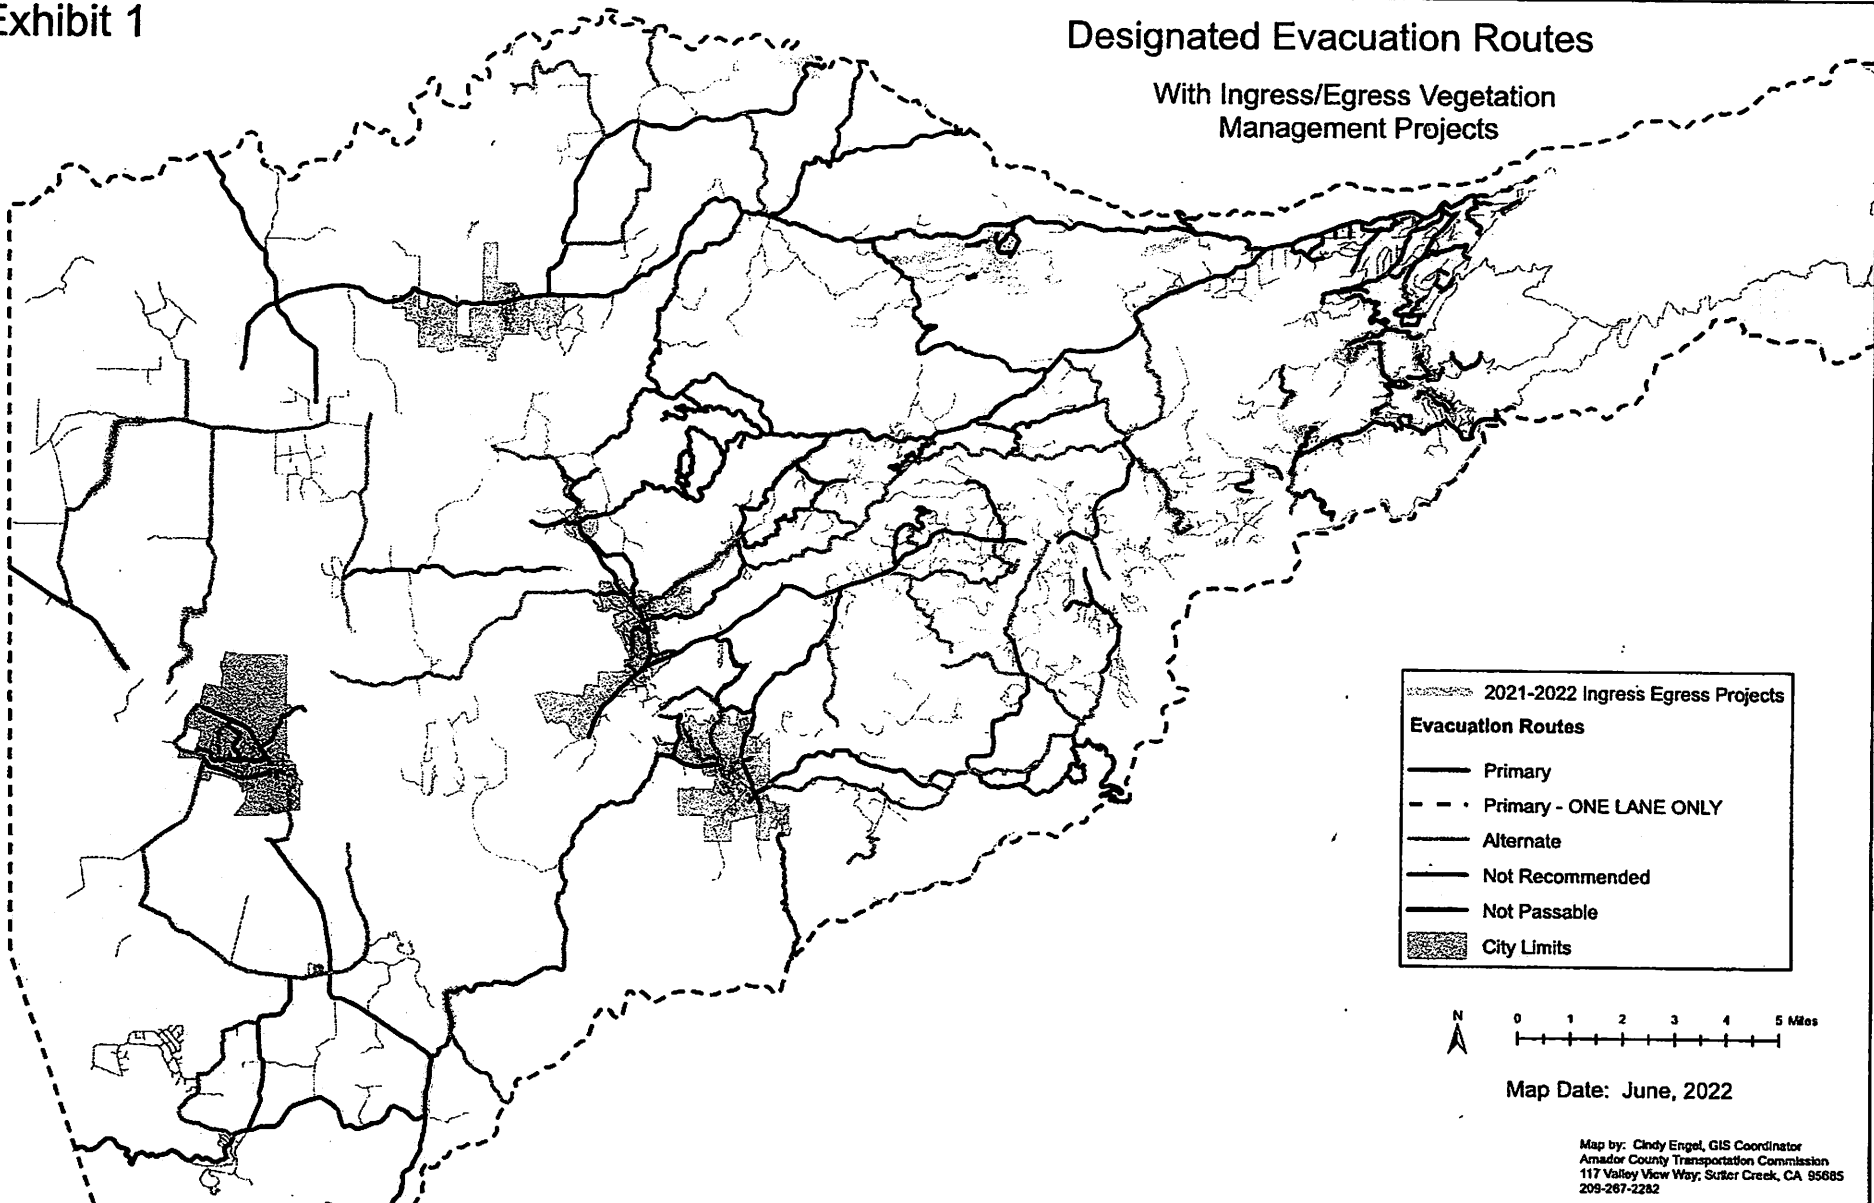 Exhibit 1
Designated Evacuation Routes
With Ingress/Egress Vegetation
Management Projects
2021-2022 Ingress Egress Projects
Evacuation Routes
Primary
Primary - ONE LANE ONLY
Alternate
Not Recommended
Not Passable
City Limits
N
0 1 2 3 4 5 Miles
Map Date: June, 2022
Map by: Cindy Engel, GIS Coordinator
Amador County Transportation Commission
117 Valley View Way, Sutter Creek, CA 95685
209-267-2282